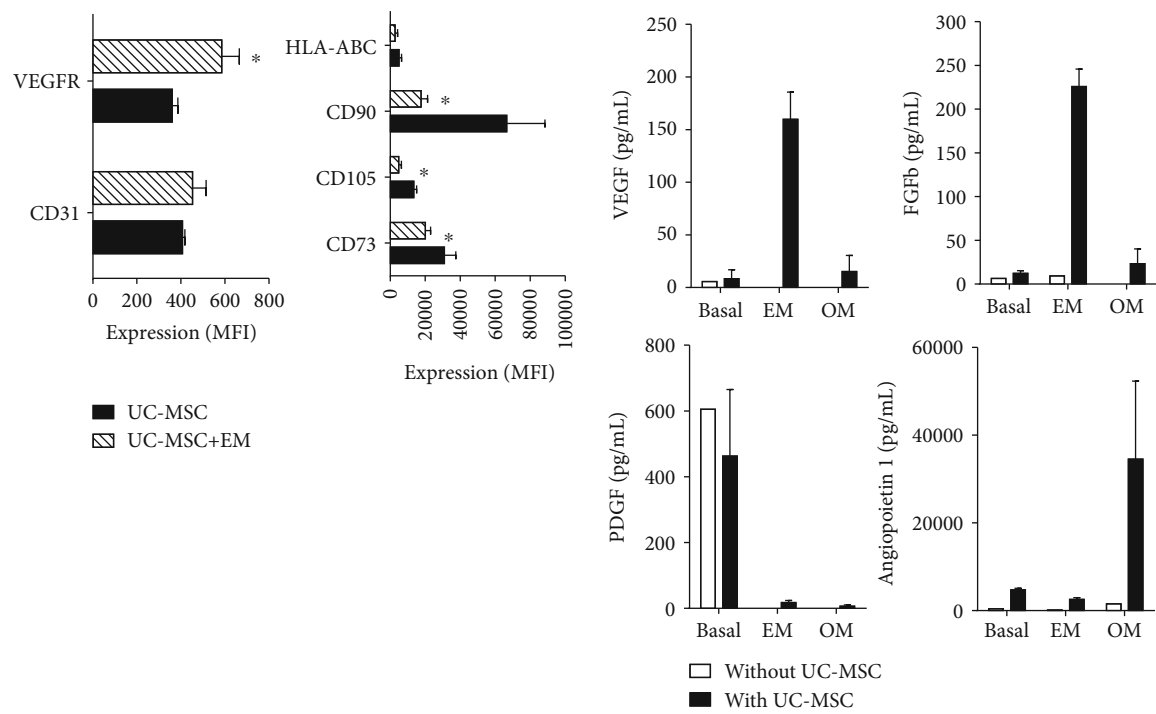 VEGFR
CD31
*
0 200 400 600 800
Expression (MFI)
HLA-ABC
CD90
CD105
CD73
*
*
*
0
20000
40000
60000
80000
100000
Expression (MFI)
UC-MSC
UC-MSC+EM
VEGF (pg/mL)
250
200
150
100
50
0
Basal EM OM
FGFb (pg/mL)
300
250
200
150
100
50
0
Basal EM OM
PDGF (pg/mL)
800
600
400
200
0
Basal EM OM
Angiopoietin 1 (pg/mL)
60000
40000
20000
0
Basal EM OM
Without UC-MSC
With UC-MSC